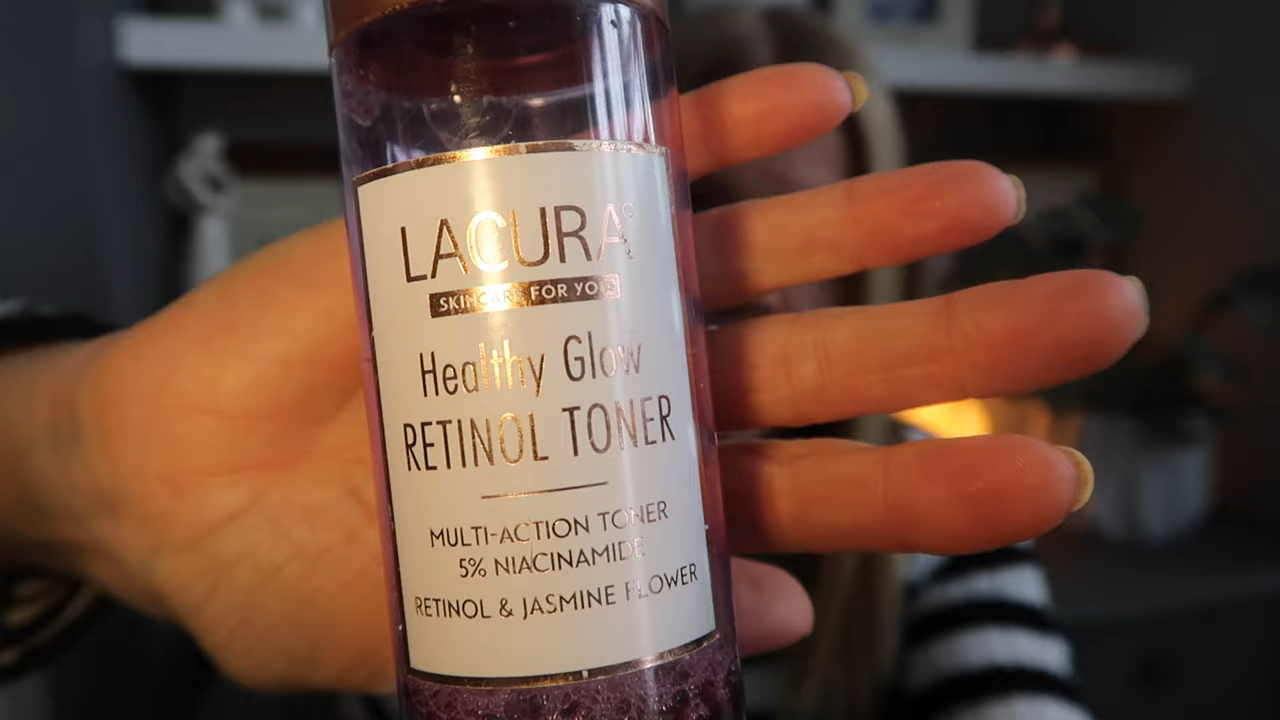 LACURA®
SKINCARE FOR YOU
Healthy Glow
RETINOL TONER
MULTI-ACTION TONER
5% NIACINAMIDE
RETINOL & JASMINE FLOWER